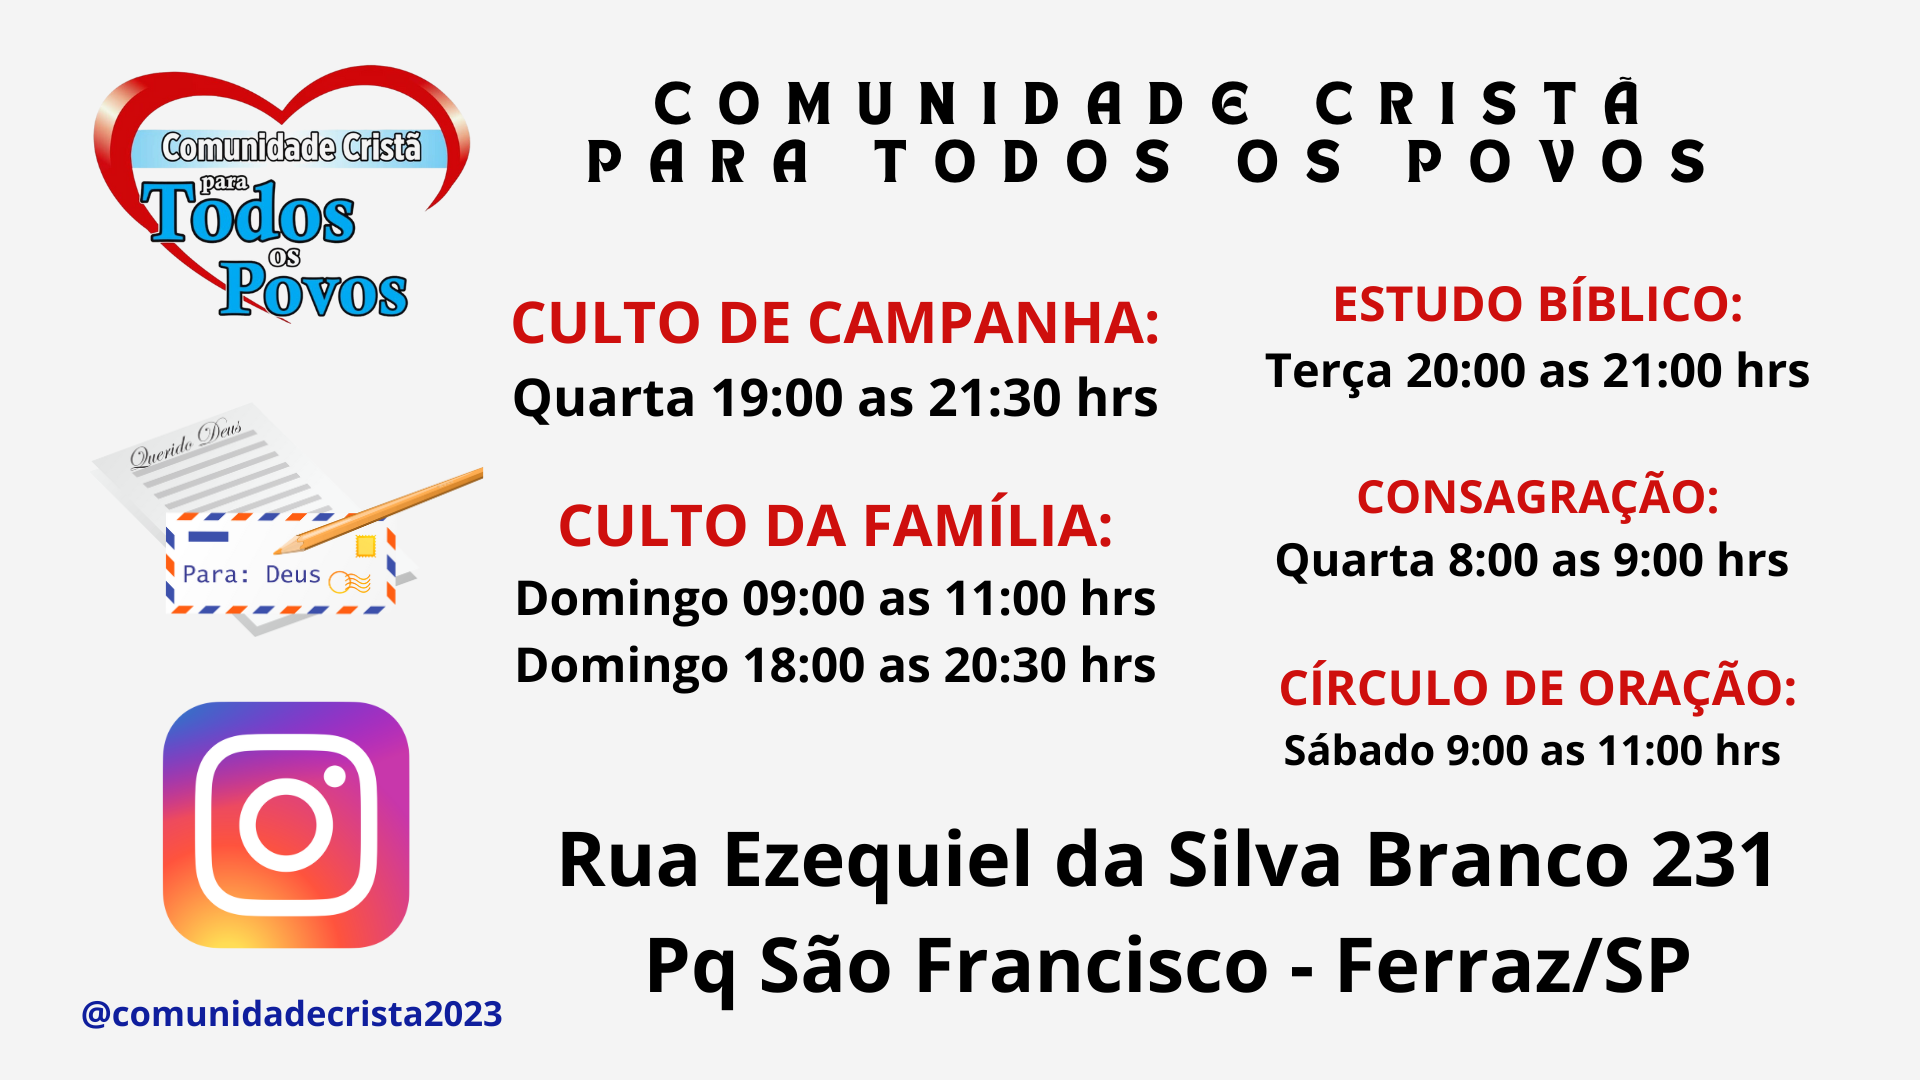 Comunidade Cristã
para
Todos
os
Povos
COMUNIDADE CRISTÃ
PARA TODOS OS POVOS
CULTO DE CAMPANHA:
Quarta 19:00 as 21:30 hrs
CULTO DA FAMÍLIA:
Domingo 09:00 as 11:00 hrs
Domingo 18:00 as 20:30 hrs
ESTUDO BÍBLICO:
Terça 20:00 as 21:00 hrs
CONSAGRAÇÃO:
Quarta 8:00 as 9:00 hrs
CÍRCULO DE ORAÇÃO:
Sábado 9:00 as 11:00 hrs
Querido Deus
Para: Deus
@comunidadecrista2023
Rua Ezequiel da Silva Branco 231
Pq São Francisco - Ferraz/SP